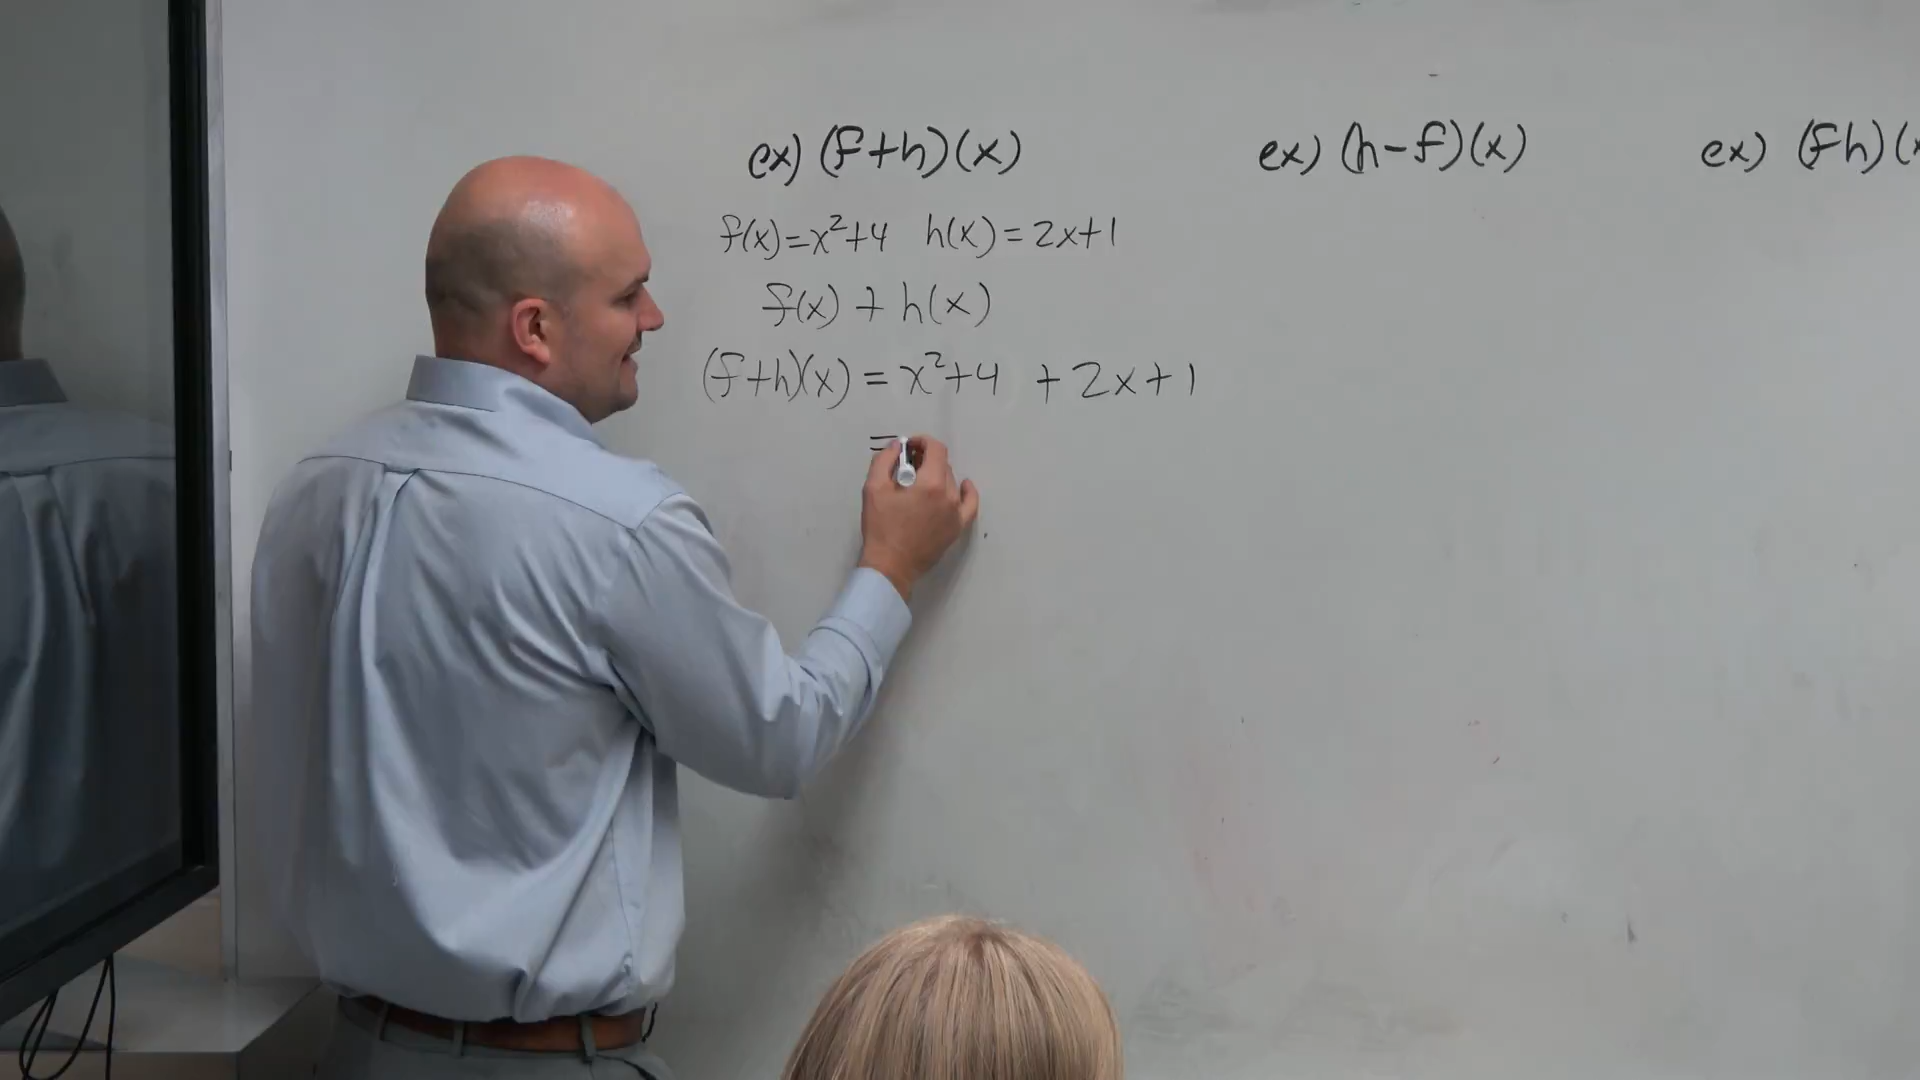 ex) (f+h)(x)
ex) (h-f)(x)
ex) (fh)(x
f(x)=x²+4 h(x)=2x+1
f(x) + h(x)
(f+h)(x) = x²+4 + 2x+1
=